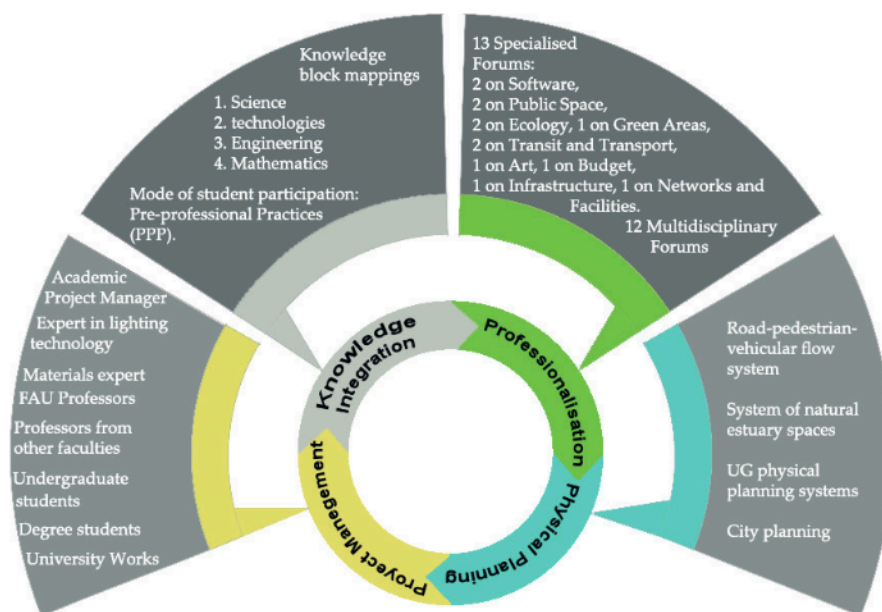 Knowledge
block mappings
1. Science
2. technologies
3. Engineering
4. Mathematics
Mode of student participation:
Pre-professional Practices
(PPP).
13 Specialised
Forums:
2 on Software,
2 on Public Space,
2 on Ecology, 1 on Green Areas,
2 on Transit and Transport,
1 on Art, 1 on Budget,
1 on Infrastructure, 1 on Networks and
Facilities.
12 Multidisciplinary
Forums
Academic
Project Manager
Expert in lighting
technology
Materials expert
FAU Professors
Professors from
other faculties
Undergraduate
students
Degree students
University Works
Road-pedestrian-
vehicular flow
system
System of natural
estuary spaces
UG physical
planning systems
City planning
Knowledge
Integration
Professionalisation
Physical Planning
Proyect Manegement